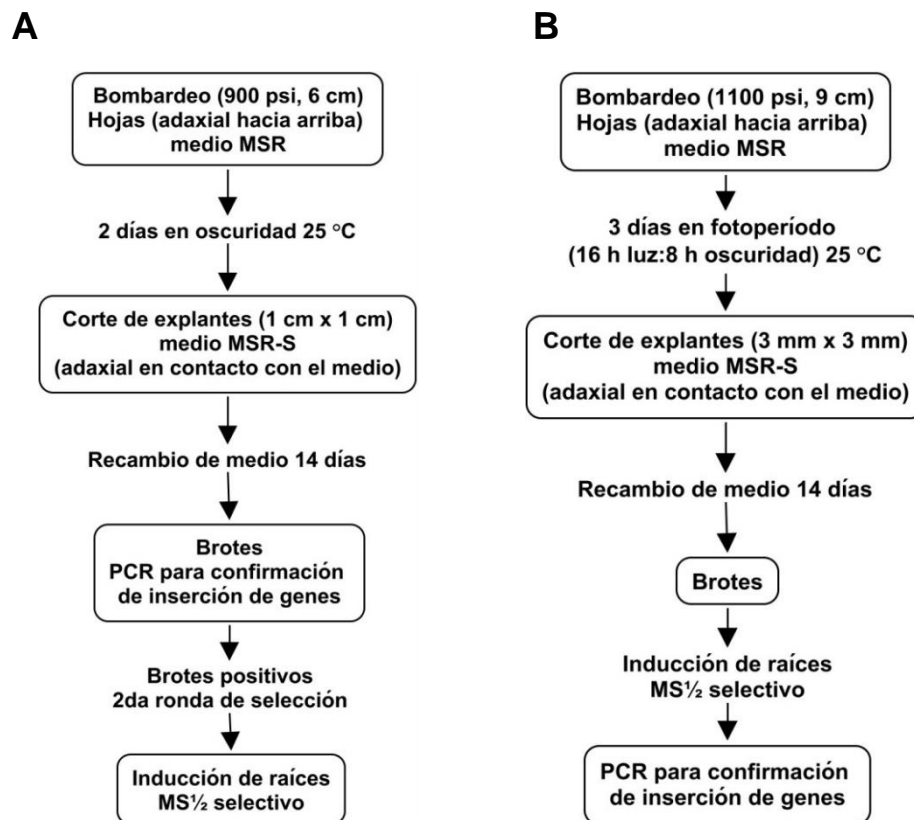 A
Bombardeo (900 psi, 6 cm)
Hojas (adaxial hacia arriba)
medio MSR
2 días en oscuridad 25 °C
Corte de explantes (1 cm x 1 cm)
medio MSR-S
(adaxial en contacto con el medio)
Recambio de medio 14 días
Brotes
PCR para confirmación
de inserción de genes
Brotes positivos
2da ronda de selección
Inducción de raíces
MS½ selectivo
B
Bombardeo (1100 psi, 9 cm)
Hojas (adaxial hacia arriba)
medio MSR
3 días en fotoperíodo
(16 h luz:8 h oscuridad) 25 °C
Corte de explantes (3 mm x 3 mm)
medio MSR-S
(adaxial en contacto con el medio)
Recambio de medio 14 días
Brotes
Inducción de raíces
MS½ selectivo
PCR para confirmación
de inserción de genes